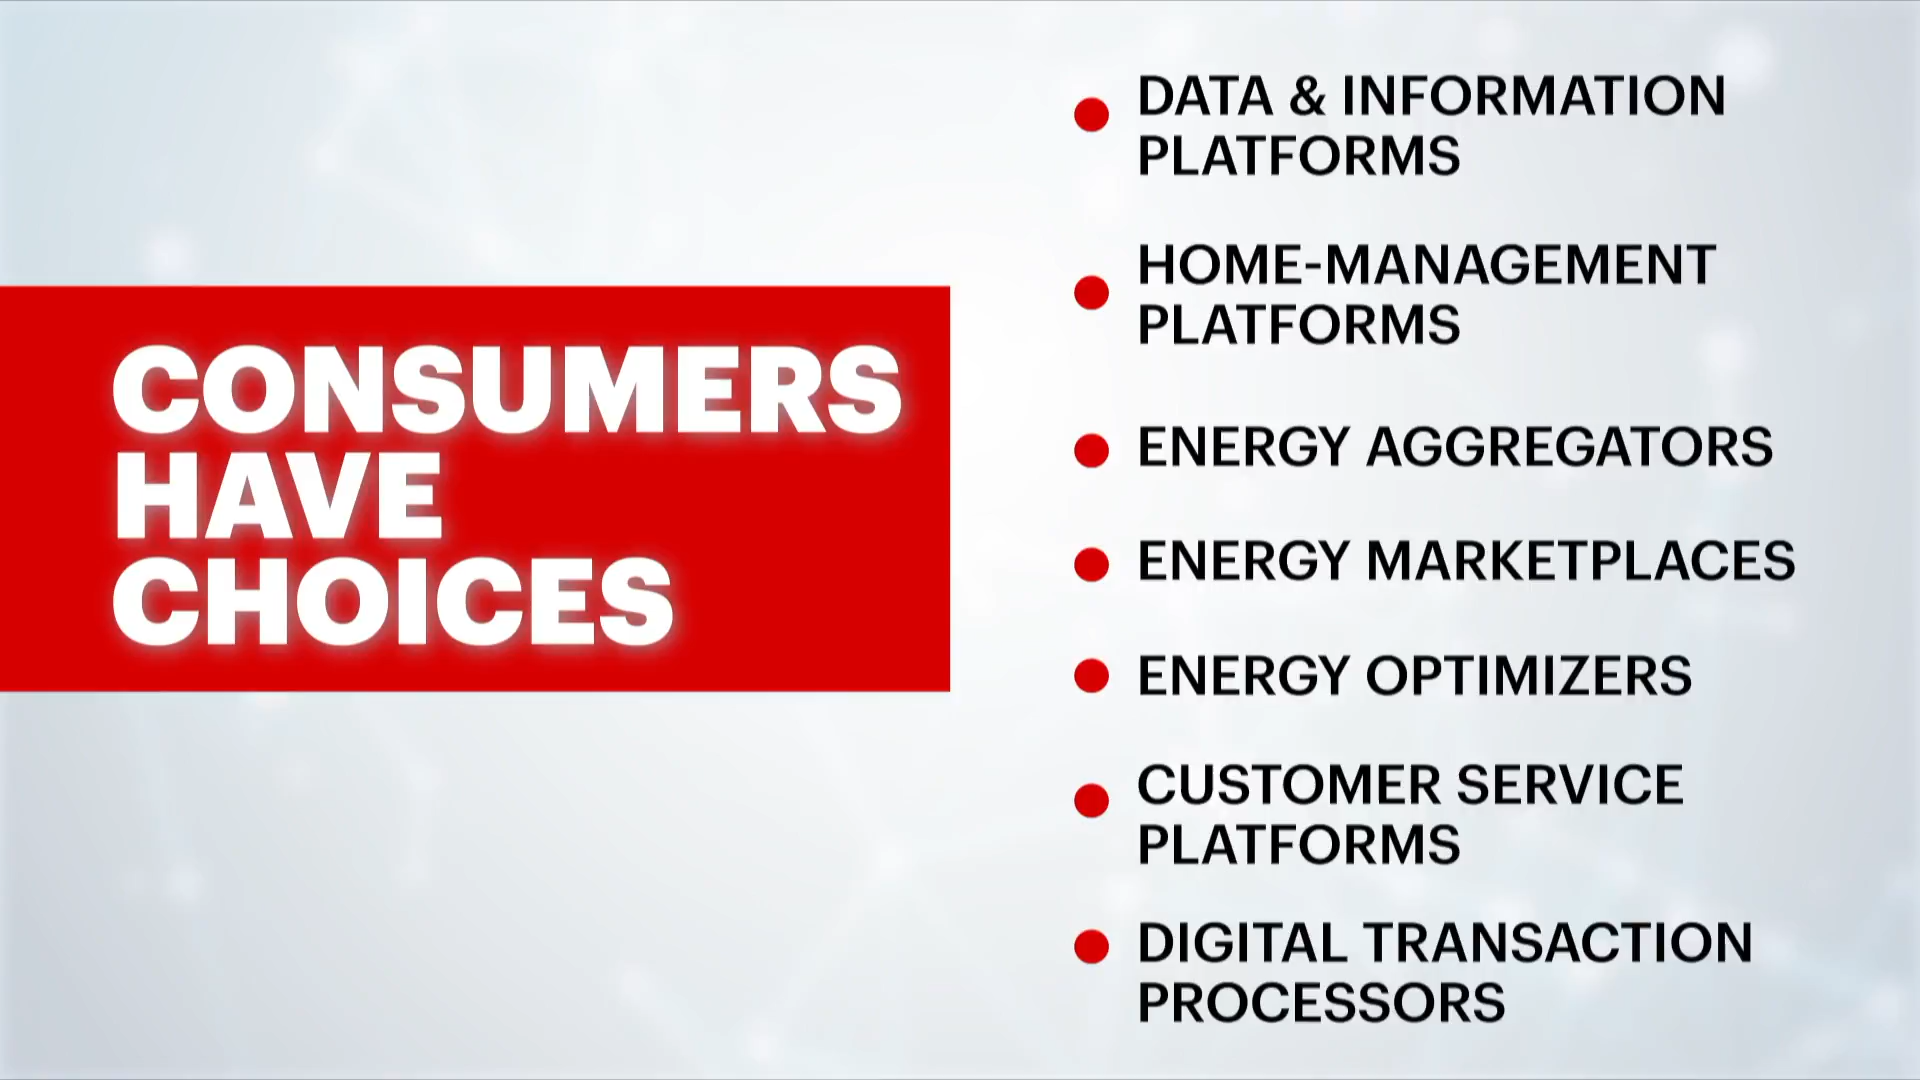 CONSUMERS
HAVE
CHOICES
DATA & INFORMATION
PLATFORMS
HOME-MANAGEMENT
PLATFORMS
ENERGY AGGREGATORS
ENERGY MARKETPLACES
ENERGY OPTIMIZERS
CUSTOMER SERVICE
PLATFORMS
DIGITAL TRANSACTION
PROCESSORS